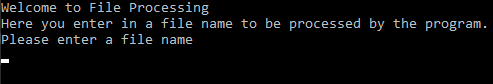 Welcome to File Processing
Here you enter in a file name to be processed by the program.
Please enter a file name